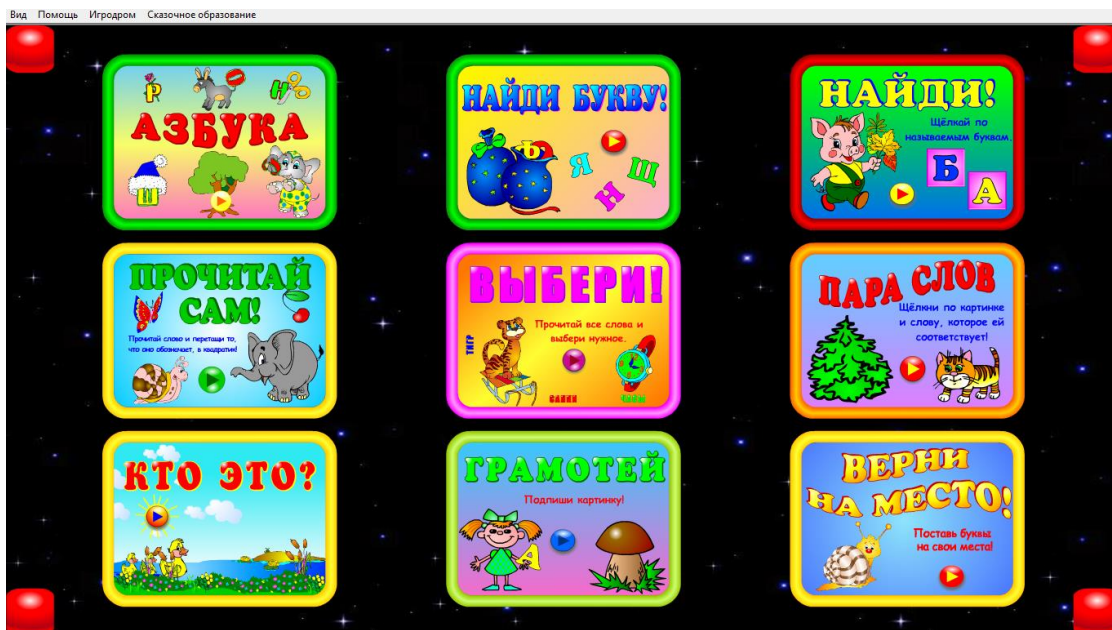 Вид Помощь Игродром Сказочное образование
Р
Н
АЗБУКА
НАЙДИ БУКВУ!
Ь
Я
Щ
Н
НАЙДИ!
Щёлкай по
называемым буквам.
Б
А
ПРОЧИТАЙ
САМ!
Прочитай слово и перетащи то,
что оно обозначает, в квадратик!
ВЫБЕРИ!
Прочитай все слова и
выбери нужное.
ТИГР
ПАРА СЛОВ
Щёлкни по картинке
и слову, которое ей
соответствует!
КТО ЭТО?
ГРАМОТЕЙ
Подпиши картинку!
А
ВЕРНИ
НА МЕСТО!
Поставь буквы
на свои места!